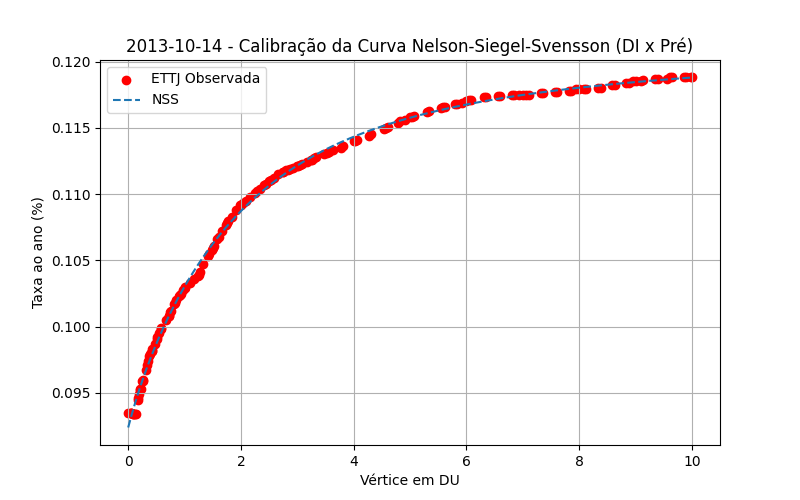 2013-10-14 - Calibração da Curva Nelson-Siegel-Svensson (DI x Pré)
ETTJ Observada
NSS
Taxa ao ano (%)
0.120
0.115
0.110
0.105
0.100
0.095
0 2 4 6 8 10
Vértice em DU